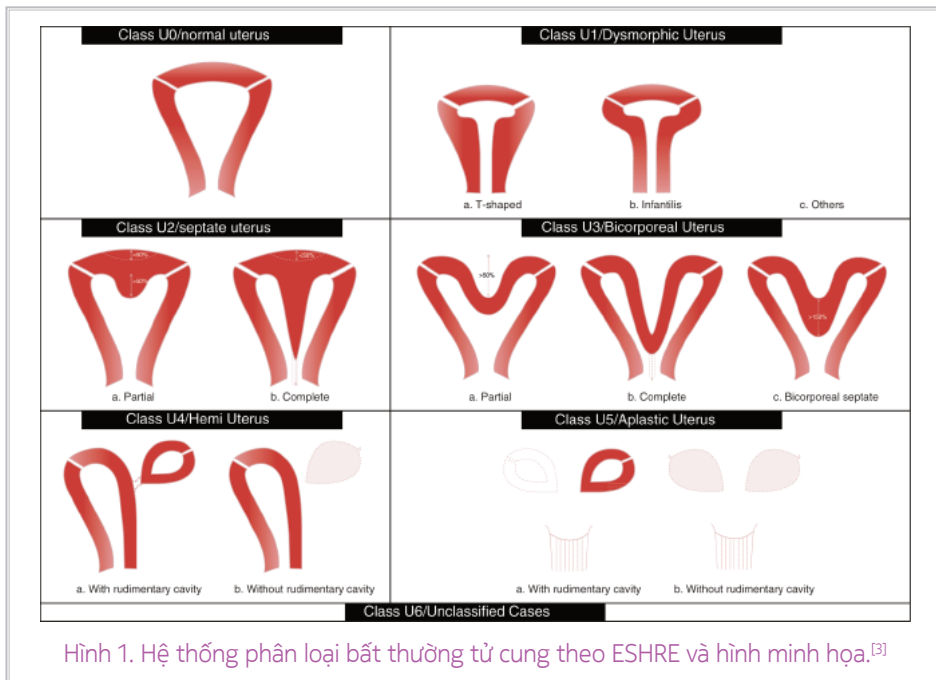 Class U0/normal uterus
Class U1/Dysmorphic Uterus
a. T-shaped
b. Infantilis
c. Others
Class U2/septate uterus
a. Partial
b. Complete
Class U3/Bicorporeal Uterus
>50%
a. Partial
b. Complete
c. Bicorporeal septate
Class U4/Hemi Uterus
a. With rudimentary cavity
b. Without rudimentary cavity
Class U5/Aplastic Uterus
a. With rudimentary cavity
b. Without rudimentary cavity
Class U6/Unclassified Cases
Hình 1. Hệ thống phân loại bất thường tử cung theo ESHRE và hình minh họa.[3]